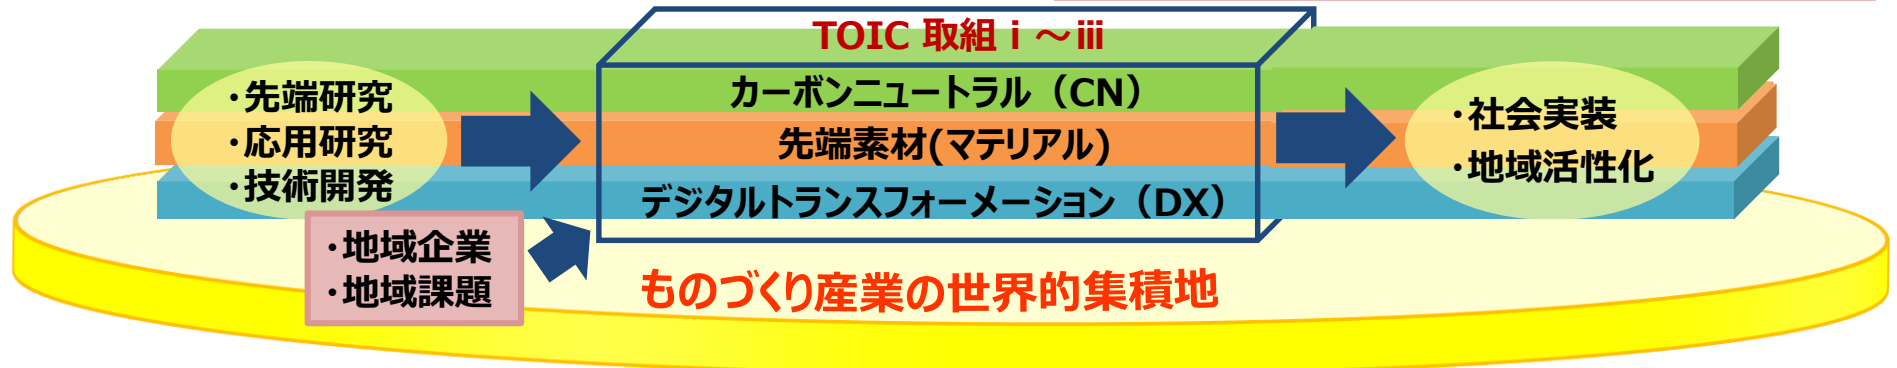 TOIC 取組ⅰ～ⅲ
・先端研究
・応用研究
・技術開発
カーボンニュートラル（CN）
先端素材(マテリアル)
デジタルトランスフォーメーション（DX）
・社会実装
・地域活性化
・地域企業
・地域課題
ものづくり産業の世界的集積地